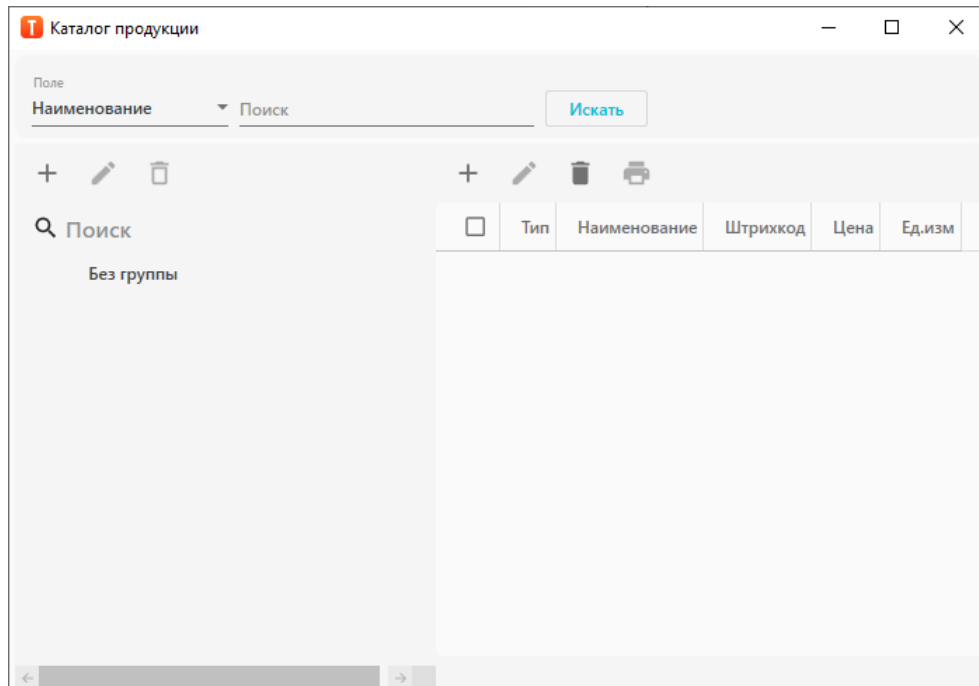 T Каталог продукции
Поле
Наименование Поиск Искать
Поиск
Тип Наименование Штрихкод Цена Ед.изм
Без группы